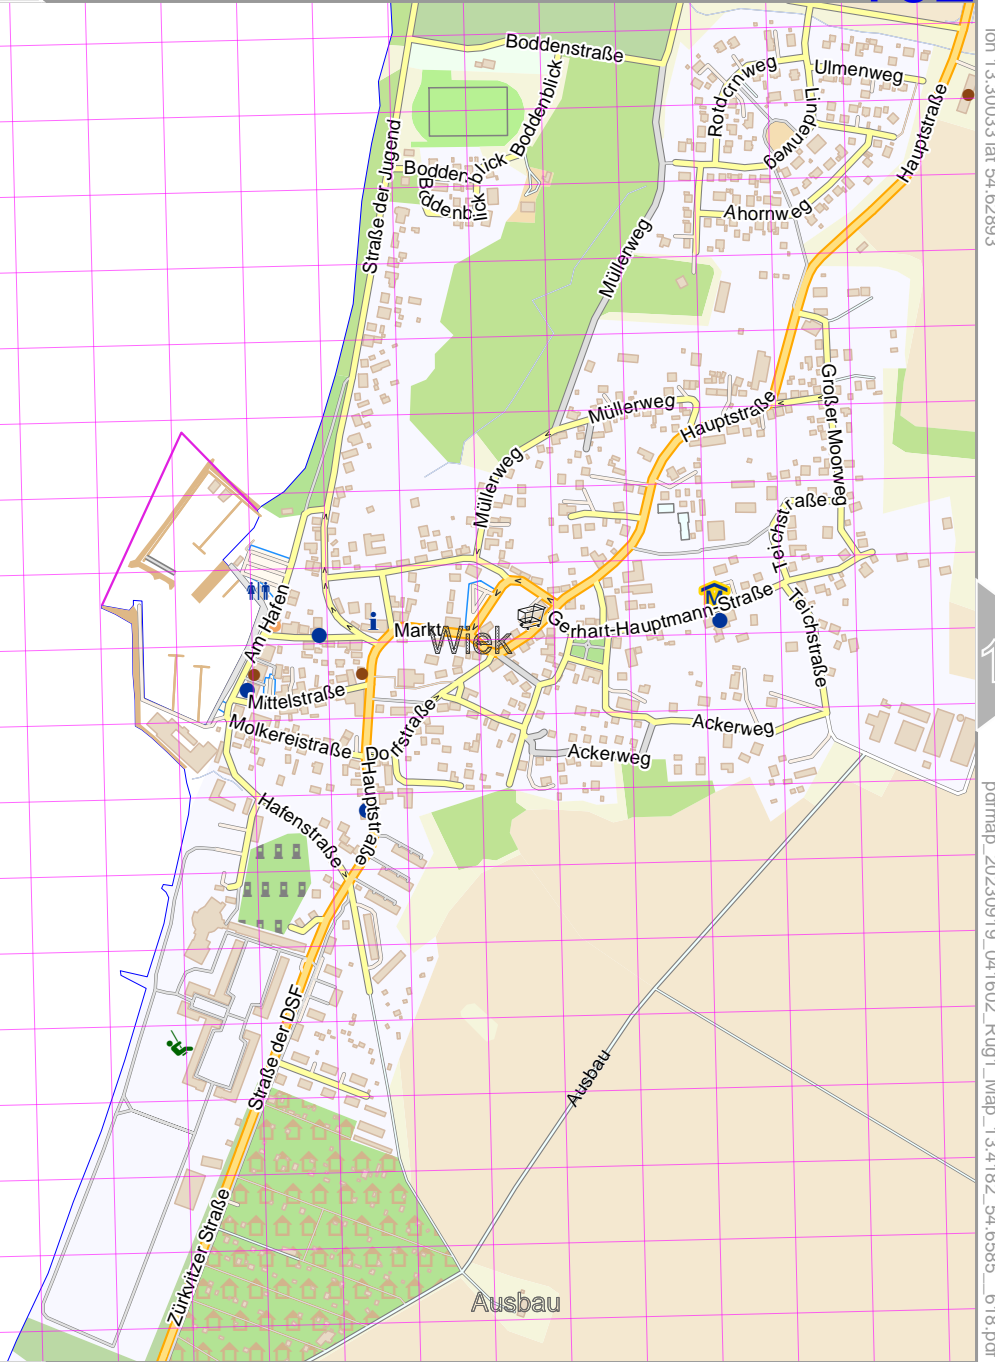 Boddenstraße
Ulmenweg
Rotdornweg
Lindenweg
Boddenblick
Hauptstraße
Straße der Jugend
Boddenblick
Boddenblick
Ahornweg
Müllerweg
Großer Moorweg
Müllerweg
Hauptstraße
Müllerweg
Teichstraße
Am Hafen
i
M
Markt
Wiek
Gerhart-Hauptmann-Straße
Teichstraße
Mittelstraße
Molkereistraße
Dorfstraße
Ackerweg
Ackerweg
Hauptstraße
Hafenstraße
Straße der DSF
Ausbau
Zürkvitzer Straße
Ausbau